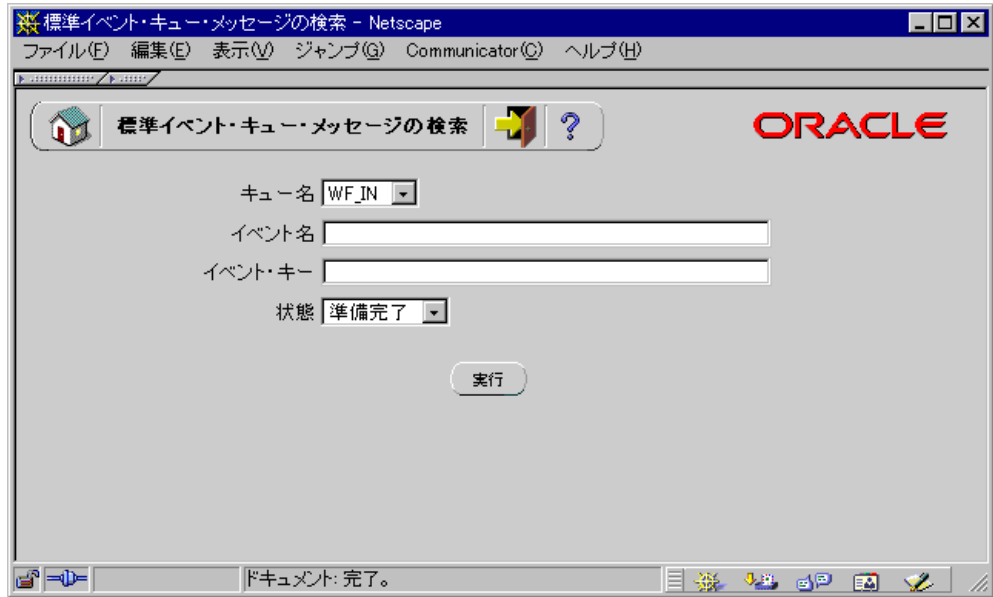 標準イベント・キュー・メッセージの検索 - Netscape
ファイル(F) 編集(E) 表示(V) ジャンプ(G) Communicator(C) ヘルプ(H)
標準イベント・キュー・メッセージの検索 ? ORACLE
キュー名 WF_IN
イベント名
イベント・キー
状態 準備完了
実行
ドキュメント: 完了。